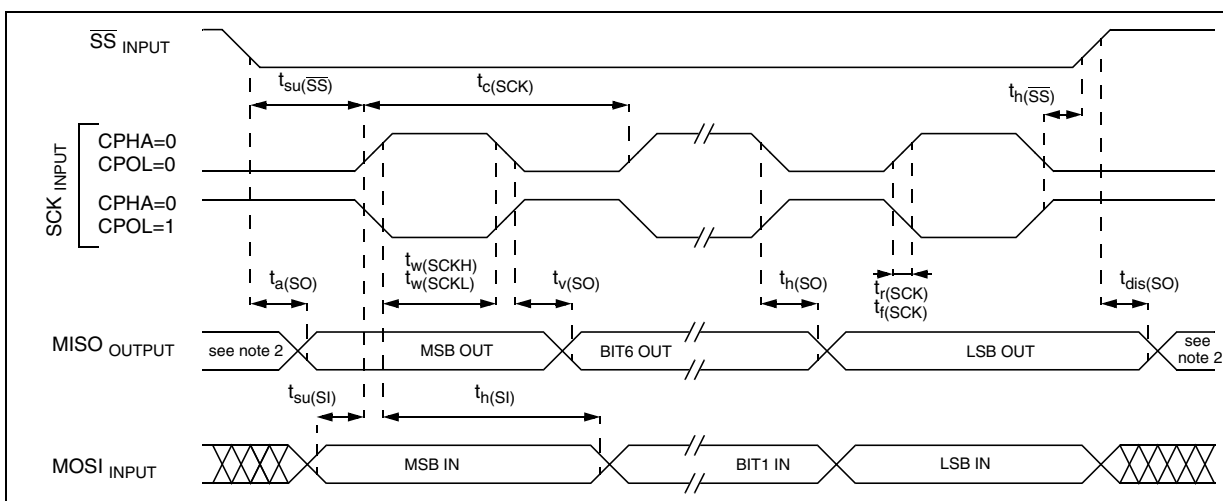 SS INPUT
tsu(SS)
tc(SCK)
th(SS)
SCK INPUT
CPHA=0
CPOL=0
CPHA=0
CPOL=1
ta(SO)
tw(SCKH)
tw(SCKL)
tv(SO)
th(SO)
tr(SCK)
tf(SCK)
tdis(SO)
MISO OUTPUT
see note 2
MSB OUT
BIT6 OUT
LSB OUT
see
note 2
tsu(SI)
th(SI)
MOSI INPUT
MSB IN
BIT1 IN
LSB IN